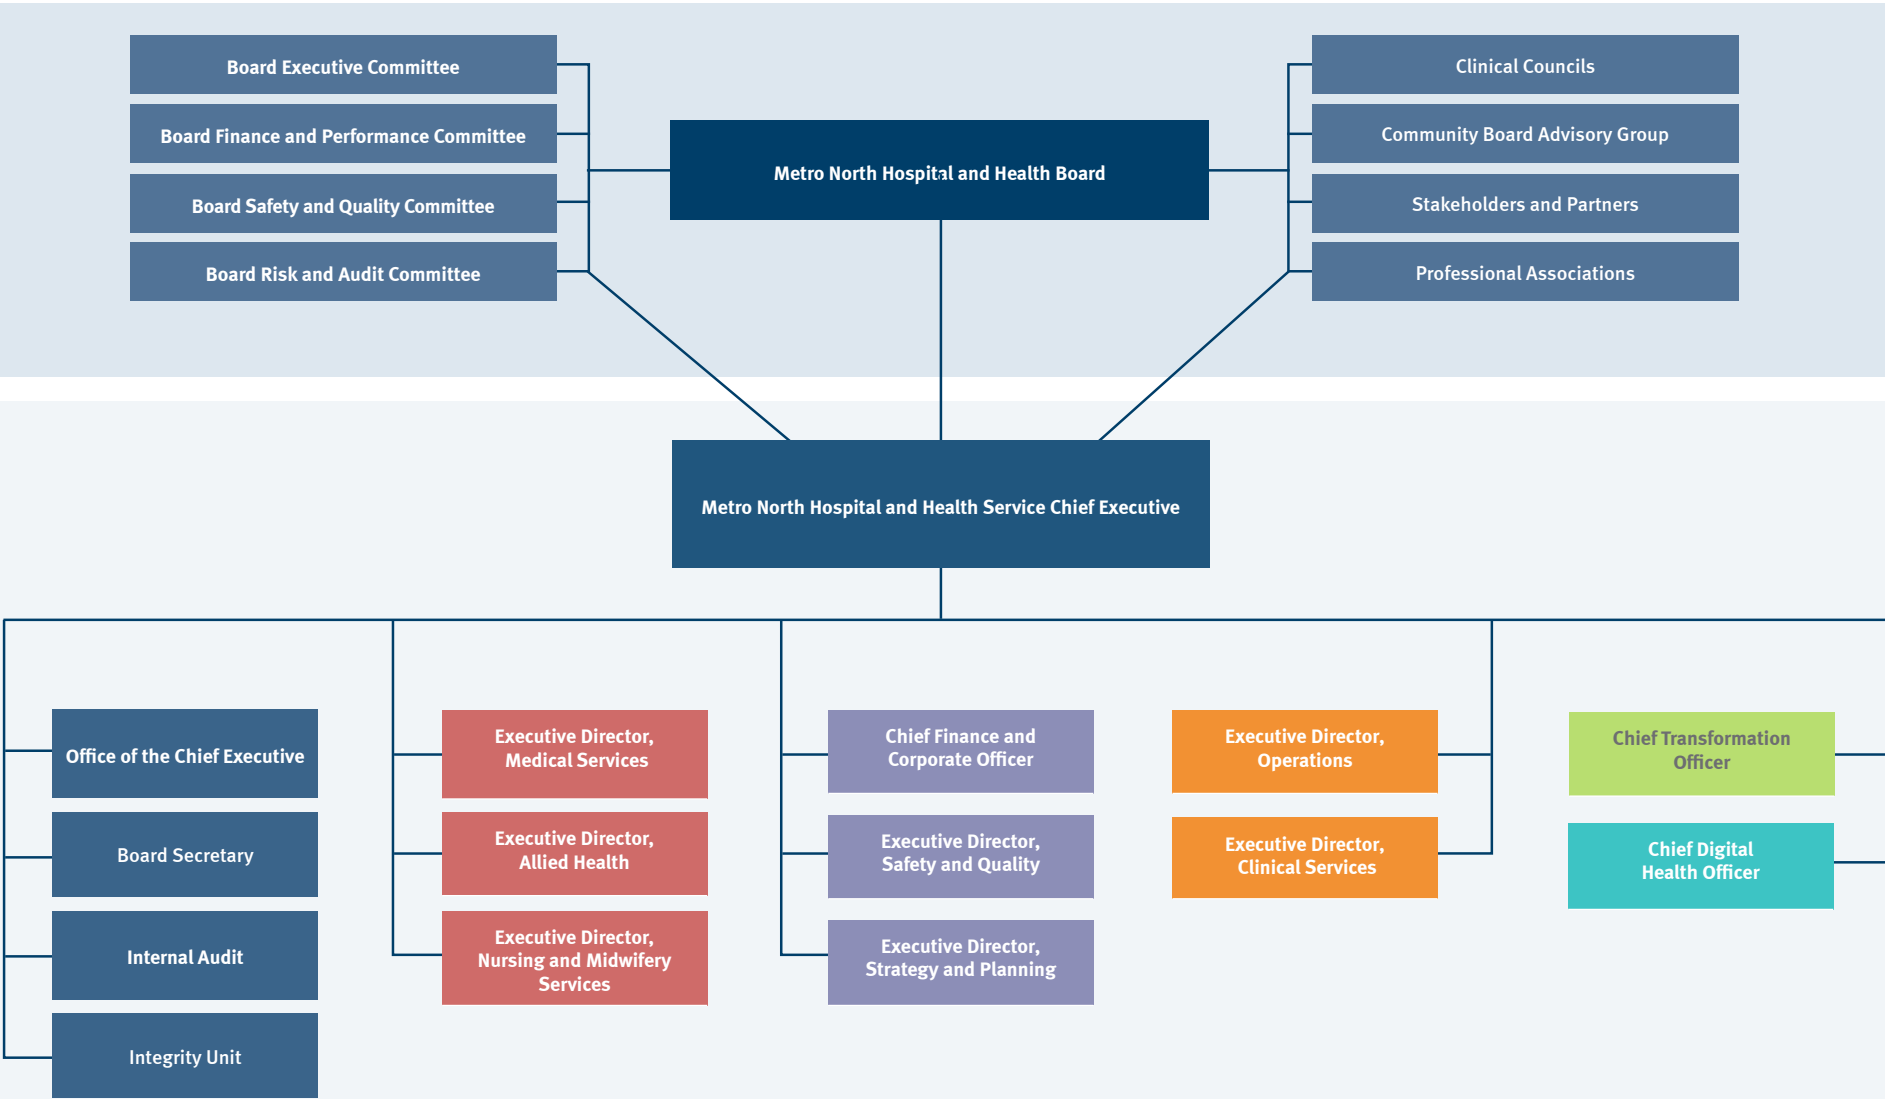 Board Executive Committee
Board Finance and Performance Committee
Board Safety and Quality Committee
Board Risk and Audit Committee
Metro North Hospital and Health Board
Clinical Councils
Community Board Advisory Group
Stakeholders and Partners
Professional Associations
Metro North Hospital and Health Service Chief Executive
Office of the Chief Executive
Board Secretary
Internal Audit
Integrity Unit
Executive Director,
Medical Services
Executive Director,
Allied Health
Executive Director,
Nursing and Midwifery
Services
Chief Finance and
Corporate Officer
Executive Director,
Safety and Quality
Executive Director,
Strategy and Planning
Executive Director,
Operations
Executive Director,
Clinical Services
Chief Transformation
Officer
Chief Digital
Health Officer